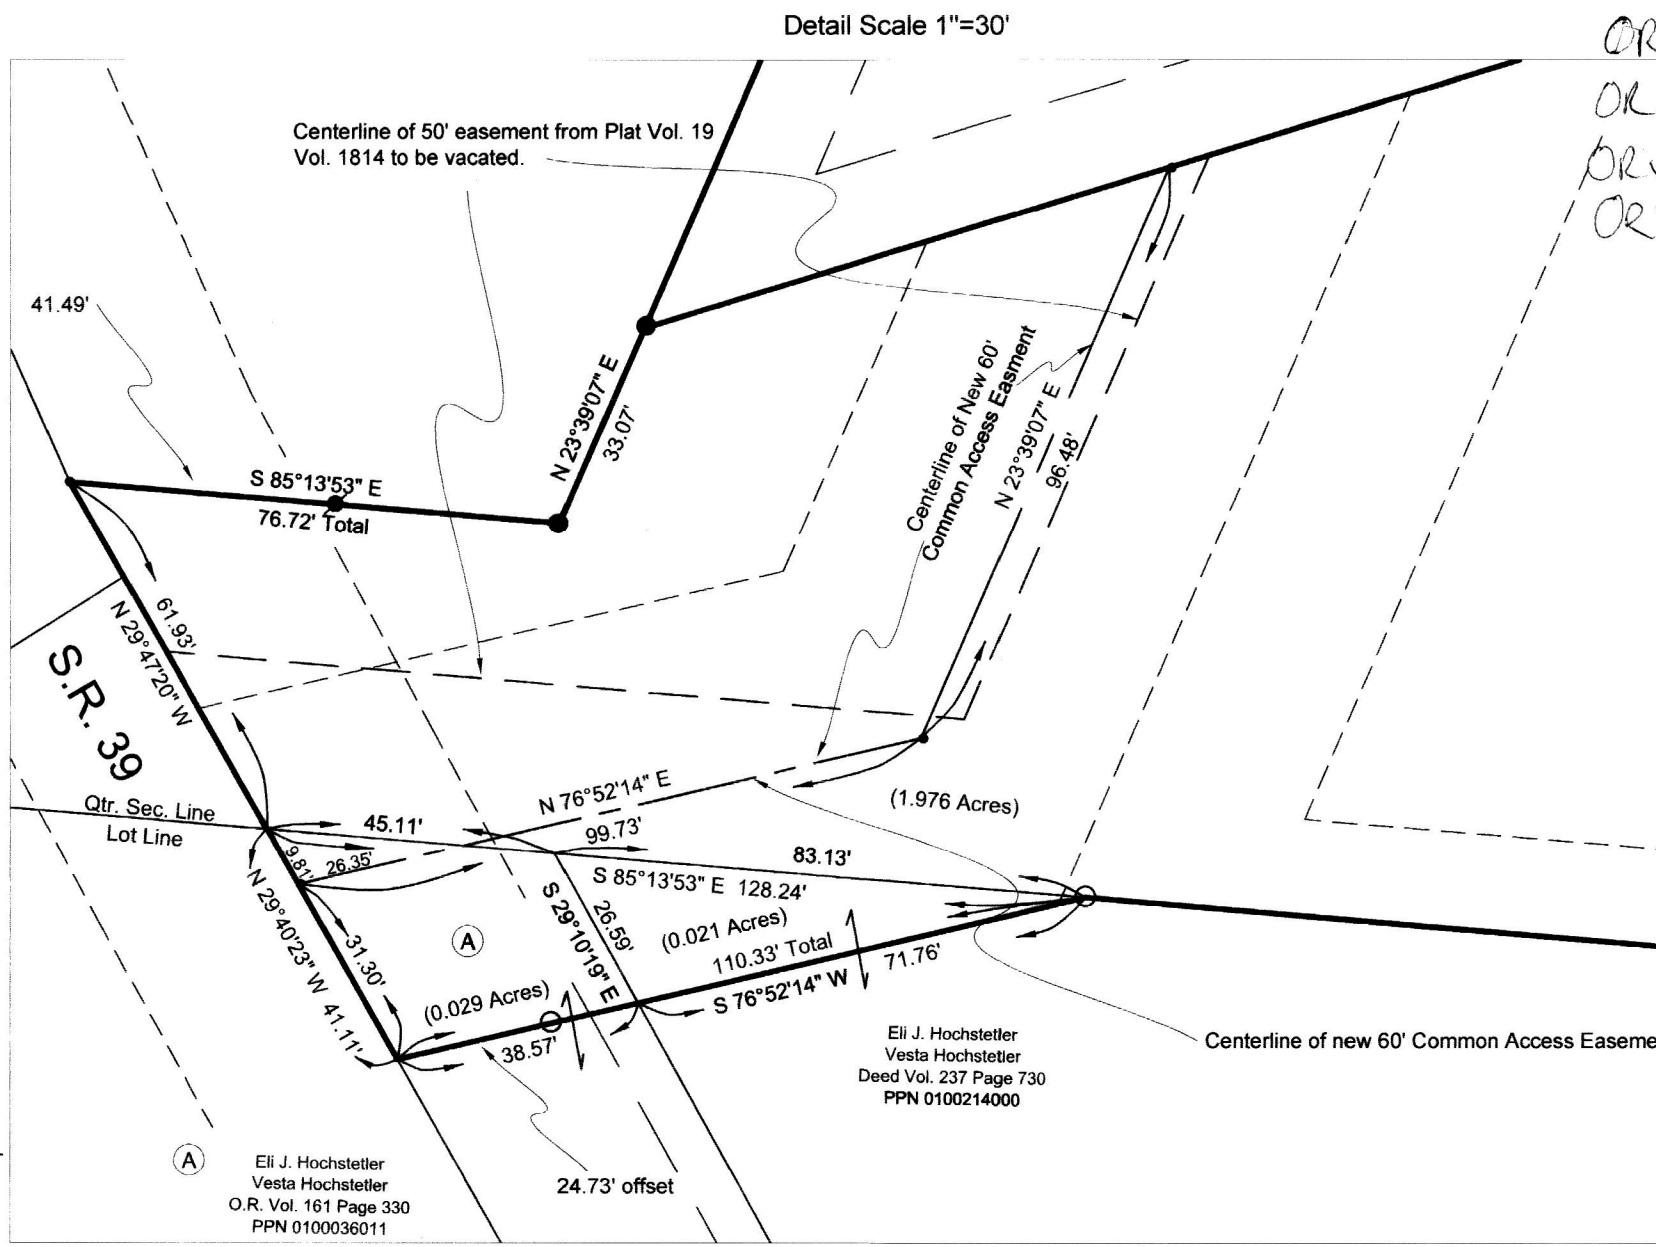 Detail Scale 1"=30'
OR
OR
OR
OR
Centerline of 50' easement from Plat Vol. 19
Vol. 1814 to be vacated.
41.49'
N 23°39'07" E
33.07'
S 85°13'53" E
76.72' Total
Centerline of New 60'
Common Access Easment
N 23°39'07" E
96.48'
61.93'
N 29°47'20" W
S.R. 39
N 76°52'14" E
99.73'
(1.976 Acres)
Qtr. Sec. Line
Lot Line
45.11'
83.13'
9.81'
26.35'
S 85°13'53" E 128.24'
N 29°40'23" W 41.11'
31.30'
A
S 29°10'19" E
26.59'
(0.021 Acres)
110.33' Total
S 76°52'14" W
71.76'
(0.029 Acres)
38.57'
Eli J. Hochstetler
Vesta Hochstetler
Deed Vol. 237 Page 730
PPN 0100214000
Centerline of new 60' Common Access Easeme
A
Eli J. Hochstetler
Vesta Hochstetler
O.R. Vol. 161 Page 330
PPN 0100036011
24.73' offset